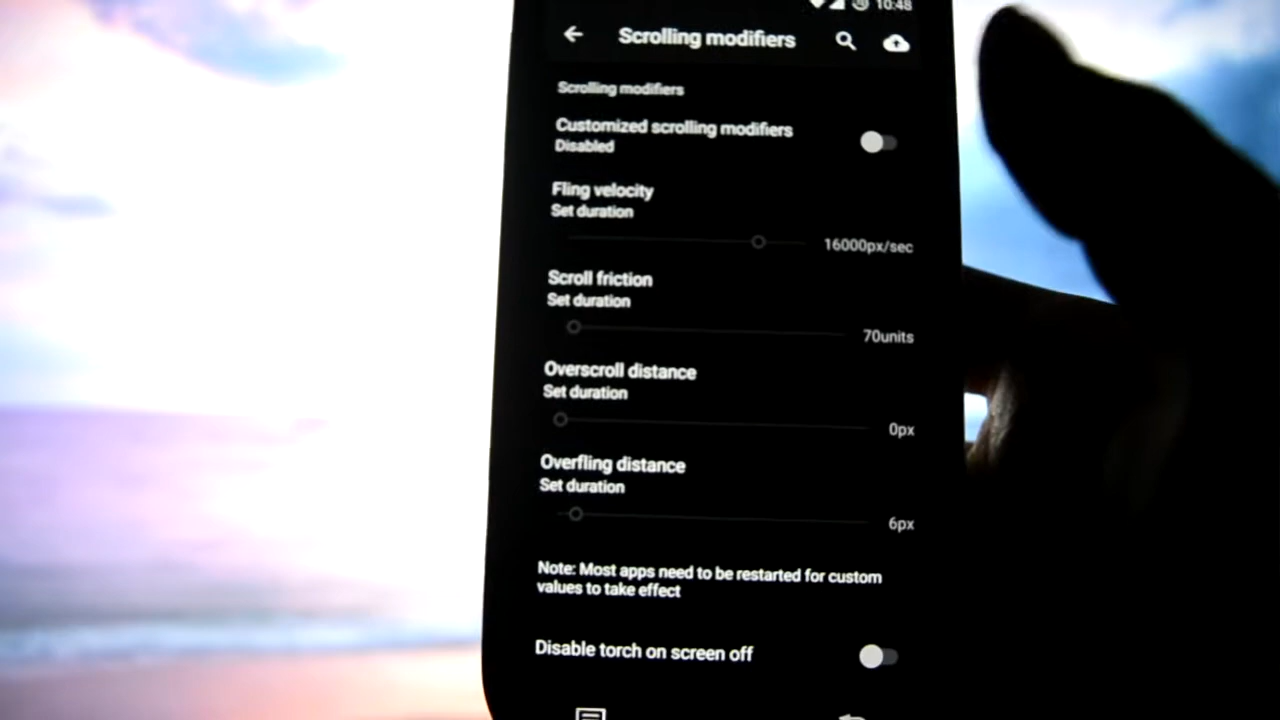 10:48
Scrolling modifiers
Scrolling modifiers
Customized scrolling modifiers
Disabled
Fling velocity
Set duration
16000px/sec
Scroll friction
Set duration
70units
Overscroll distance
Set duration
0px
Overfling distance
Set duration
6px
Note: Most apps need to be restarted for custom
values to take effect
Disable torch on screen off